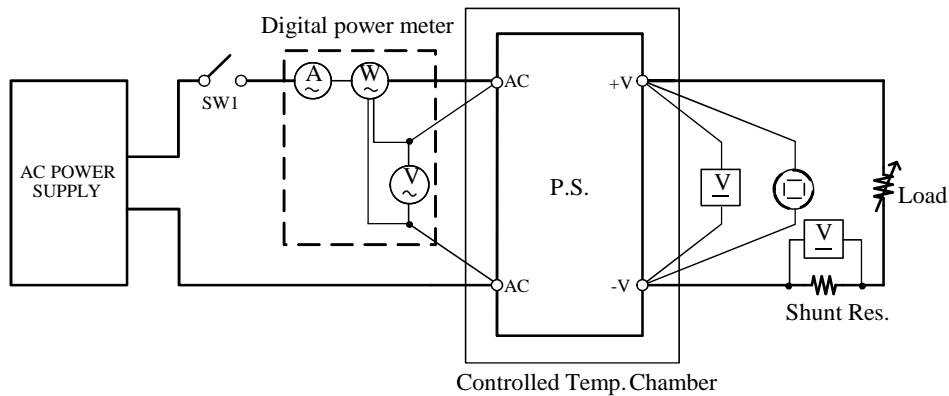 Digital power meter
A
W
SW1
AC
+V
AC POWER
SUPPLY
V
P.S.
V
Load
V
AC
-V
Shunt Res.
Controlled Temp. Chamber